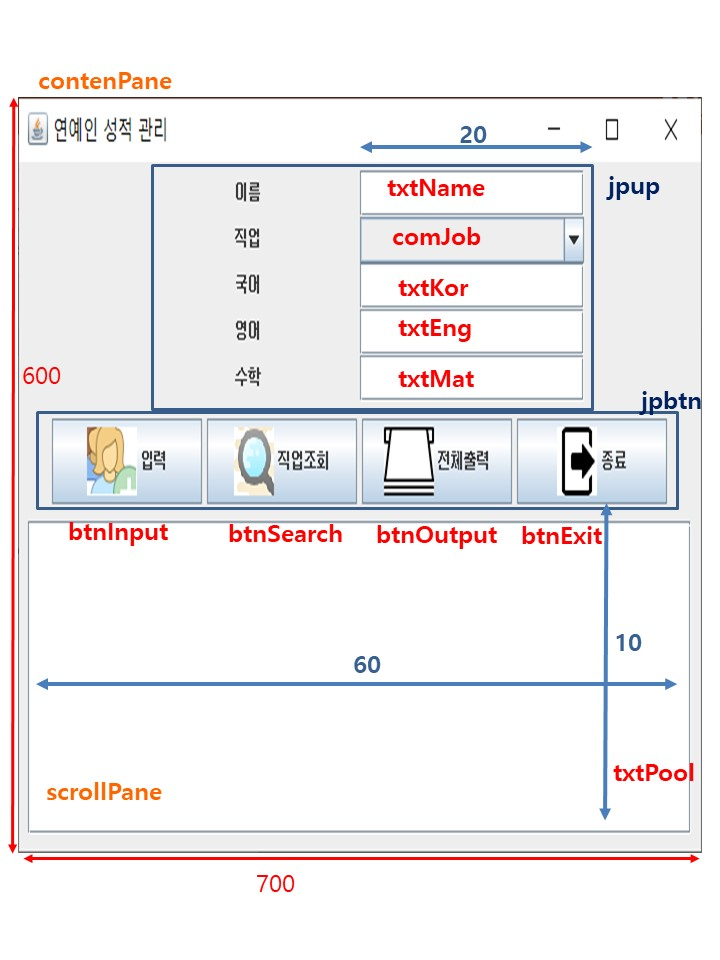 contenPane
연예인 성적 관리
20
이름
txtName
jpup
직업
comJob
국어
txtKor
영어
txtEng
600
수학
txtMat
jpbtn
입력
직업조회
전체출력
종료
btnInput
btnSearch
btnOutput
btnExit
10
60
txtPool
scrollPane
700